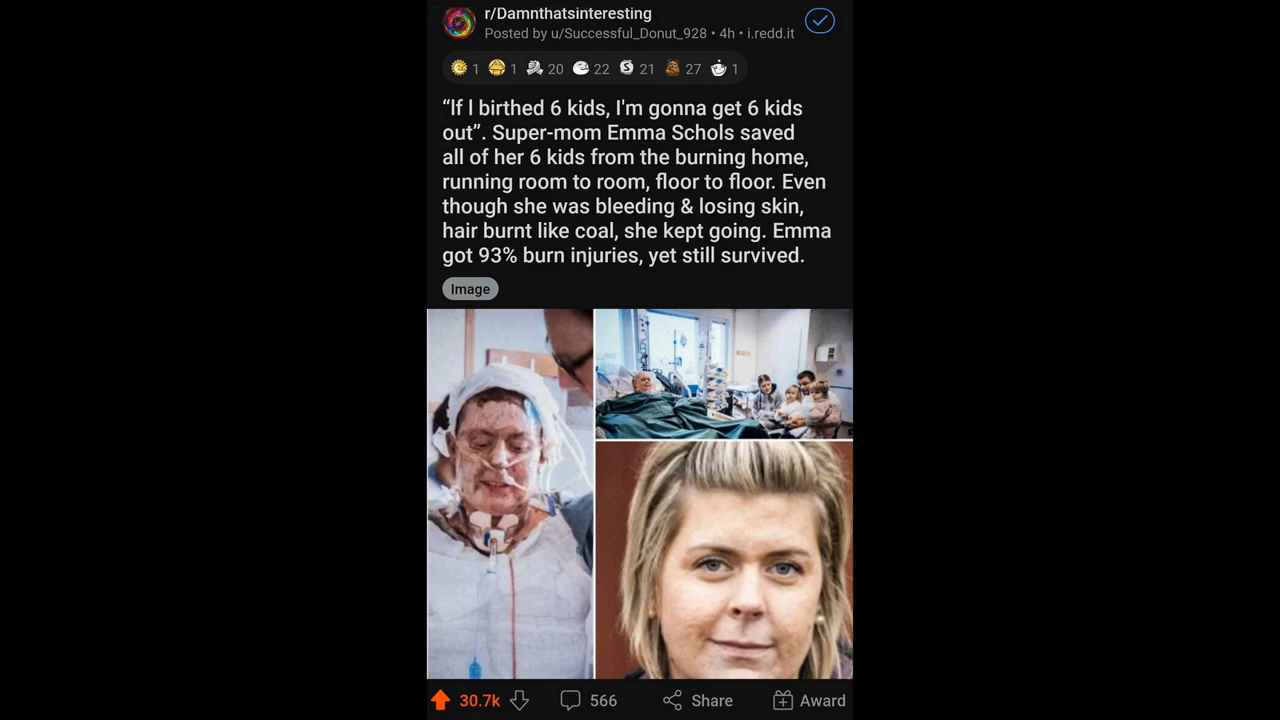 r/Damnthatsinteresting
Posted by u/Successful_Donut_928 • 4h • i.redd.it
1 1 20 22 S 21 27 1
“If I birthed 6 kids, I'm gonna get 6 kids
out”. Super-mom Emma Schols saved
all of her 6 kids from the burning home,
running room to room, floor to floor. Even
though she was bleeding & losing skin,
hair burnt like coal, she kept going. Emma
got 93% burn injuries, yet still survived.
Image
30.7k 566 Share Award